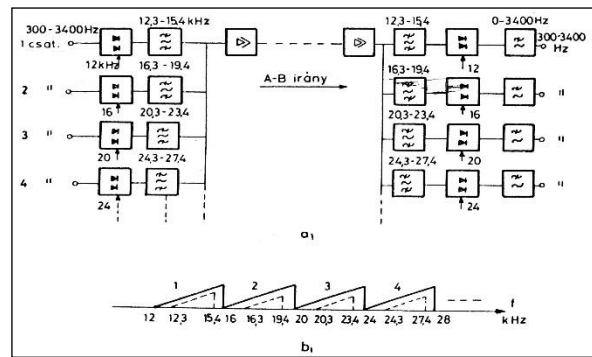 300-3400Hz 12,3-15,4 kHz 12,3-15,4 0-3400Hz
1 csat. 300-3400 Hz
12kHz 16,3-19,4 A-B irány 16,3-19,4 12
2 "
"
16 20,3-23,4 20,3-23,4 16
3 "
"
20 24,3-27,4 24,3-27,4 20
4 "
"
24 24
a,
1 2 3 4 f
12 12,3 15,4 16 16,3 19,4 20 20,3 23,4 24 24,3 27,4 28 kHz
b,